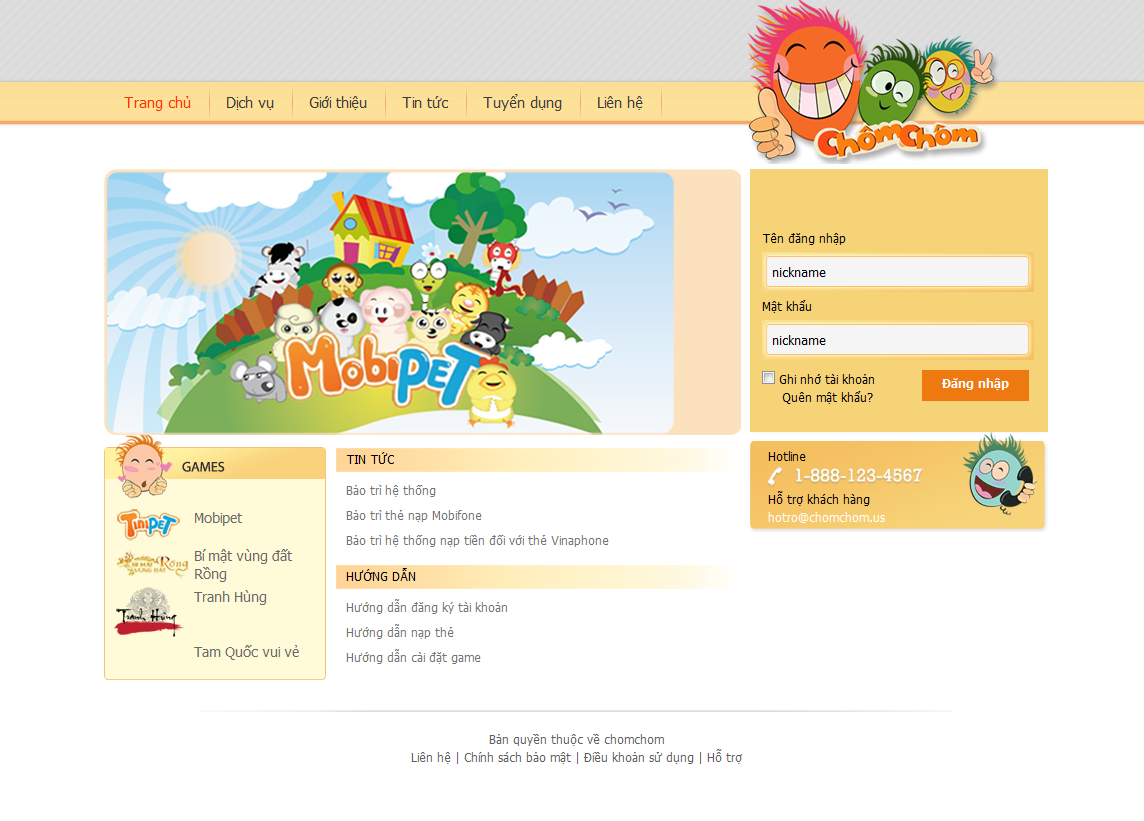 Trang chủ
Dịch vụ
Giới thiệu
Tin tức
Tuyển dụng
Liên hệ
ChômChôm
MobiPET
Tên đăng nhập
nickname
Mật khẩu
nickname
Ghi nhớ tài khoản
Quên mật khẩu?
Đăng nhập
GAMES
TiniPET
Mobipet
Rồng
Bí mật vùng đất
Rồng
Tranh Hùng
Tranh Hùng
Tam Quốc vui vẻ
TIN TỨC
Bảo trì hệ thống
Bảo trì thẻ nạp Mobifone
Bảo trì hệ thống nạp tiền đối với thẻ Vinaphone
HƯỚNG DẪN
Hướng dẫn đăng ký tài khoản
Hướng dẫn nạp thẻ
Hướng dẫn cài đặt game
Hotline
1-888-123-4567
Hỗ trợ khách hàng
hotro@chomchom.us
Bản quyền thuộc về chomchom
Liên hệ | Chính sách bảo mật | Điều khoản sử dụng | Hỗ trợ